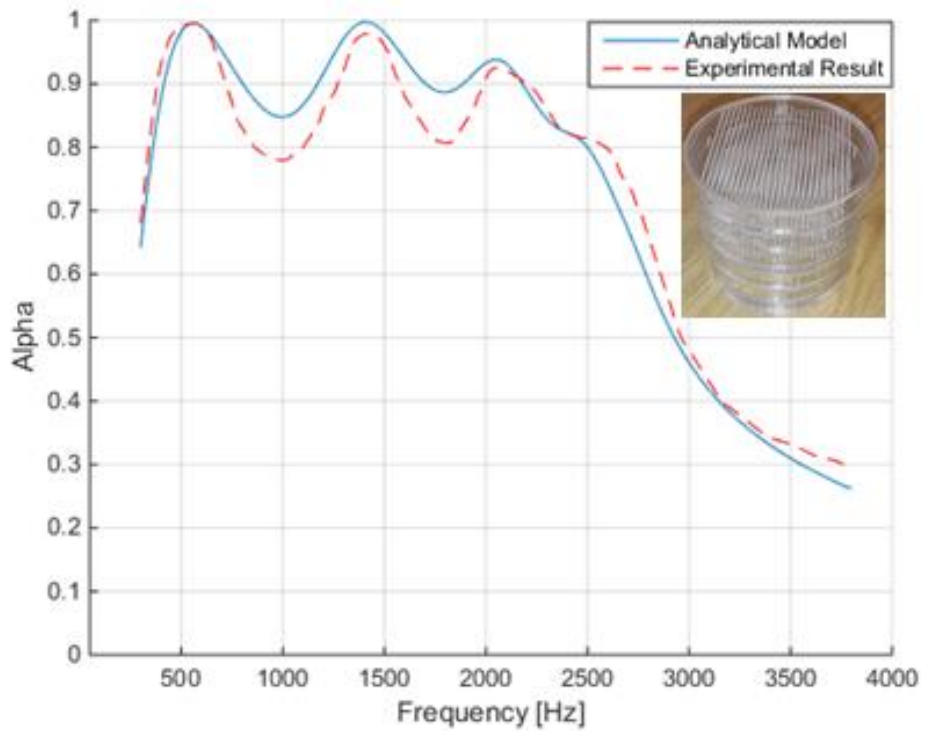 1
0.9
0.8
0.7
0.6
0.5
0.4
0.3
0.2
0.1
0
Alpha
Analytical Model
Experimental Result
500 1000 1500 2000 2500 3000 3500 4000
Frequency [Hz]